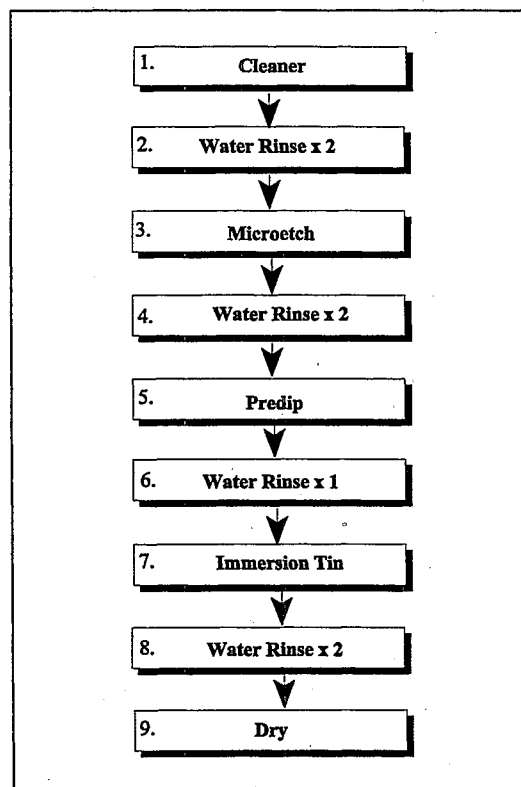 1. Cleaner
2. Water Rinse x 2
3. Microetch
4. Water Rinse x 2
5. Predip
6. Water Rinse x 1
7. Immersion Tin
8. Water Rinse x 2
9. Dry